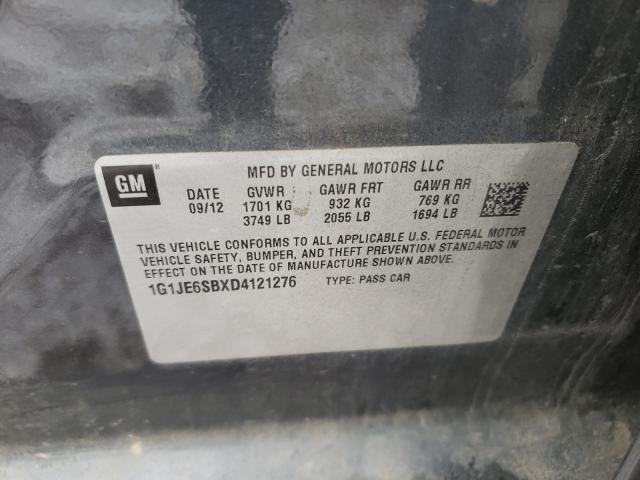 GM
MFD BY GENERAL MOTORS LLC
DATE GVWR GAWR FRT GAWR RR
09/12 1701 KG 932 KG 769 KG
3749 LB 2055 LB 1694 LB
THIS VEHICLE CONFORMS TO ALL APPLICABLE U.S. FEDERAL MOTOR
VEHICLE SAFETY, BUMPER, AND THEFT PREVENTION STANDARDS IN
EFFECT ON THE DATE OF MANUFACTURE SHOWN ABOVE.
1G1JE6SBXD4121276 TYPE: PASS CAR